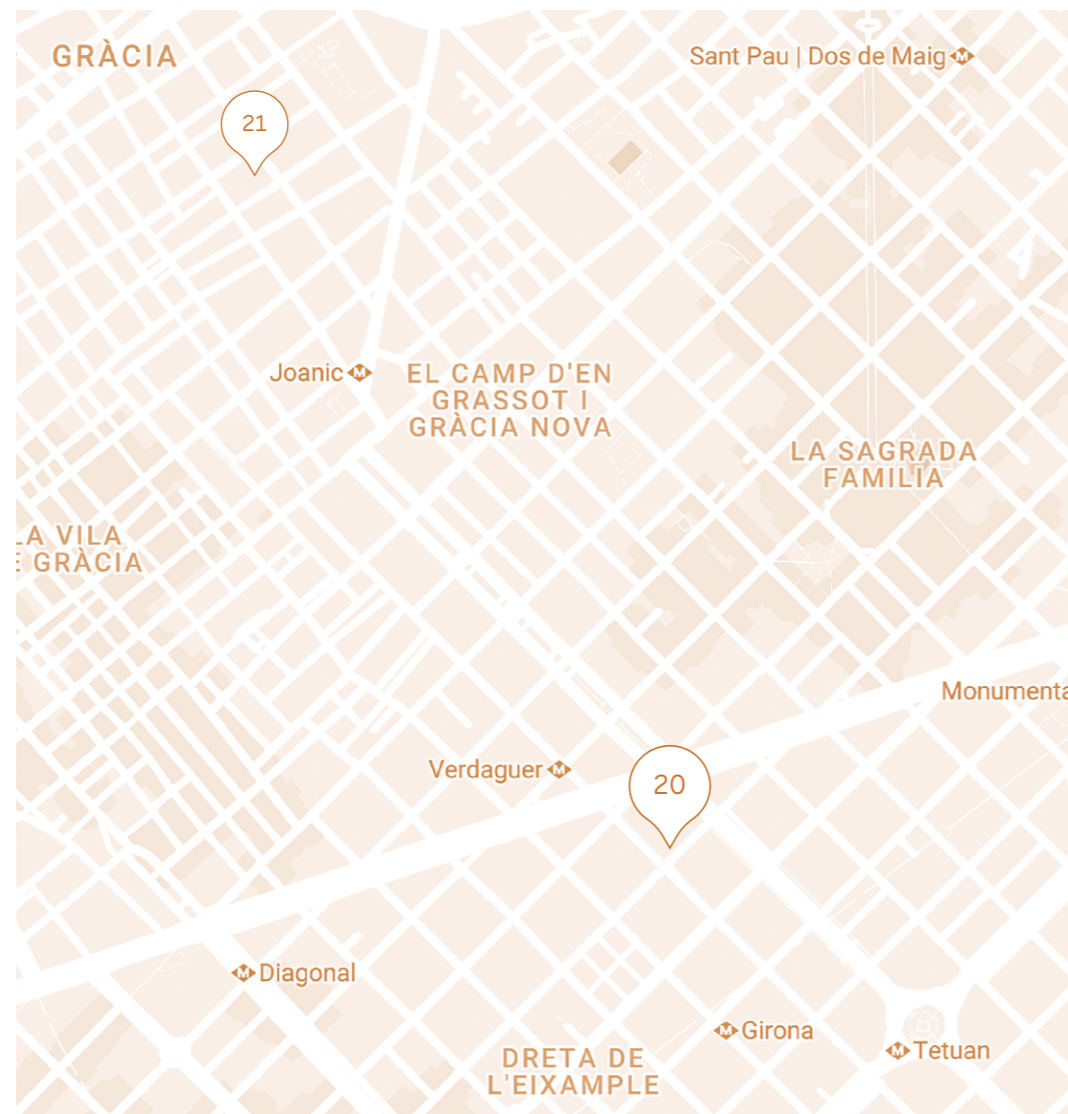 GRÀCIA
Sant Pau | Dos de Maig
21
Joanic
EL CAMP D'EN
GRASSOT I
GRÀCIA NOVA
LA SAGRADA
FAMILIA
LA VILA
E GRÀCIA
Monumenta
Verdaguer
20
Diagonal
Girona
Tetuan
DRETA DE
L'EIXAMPLE